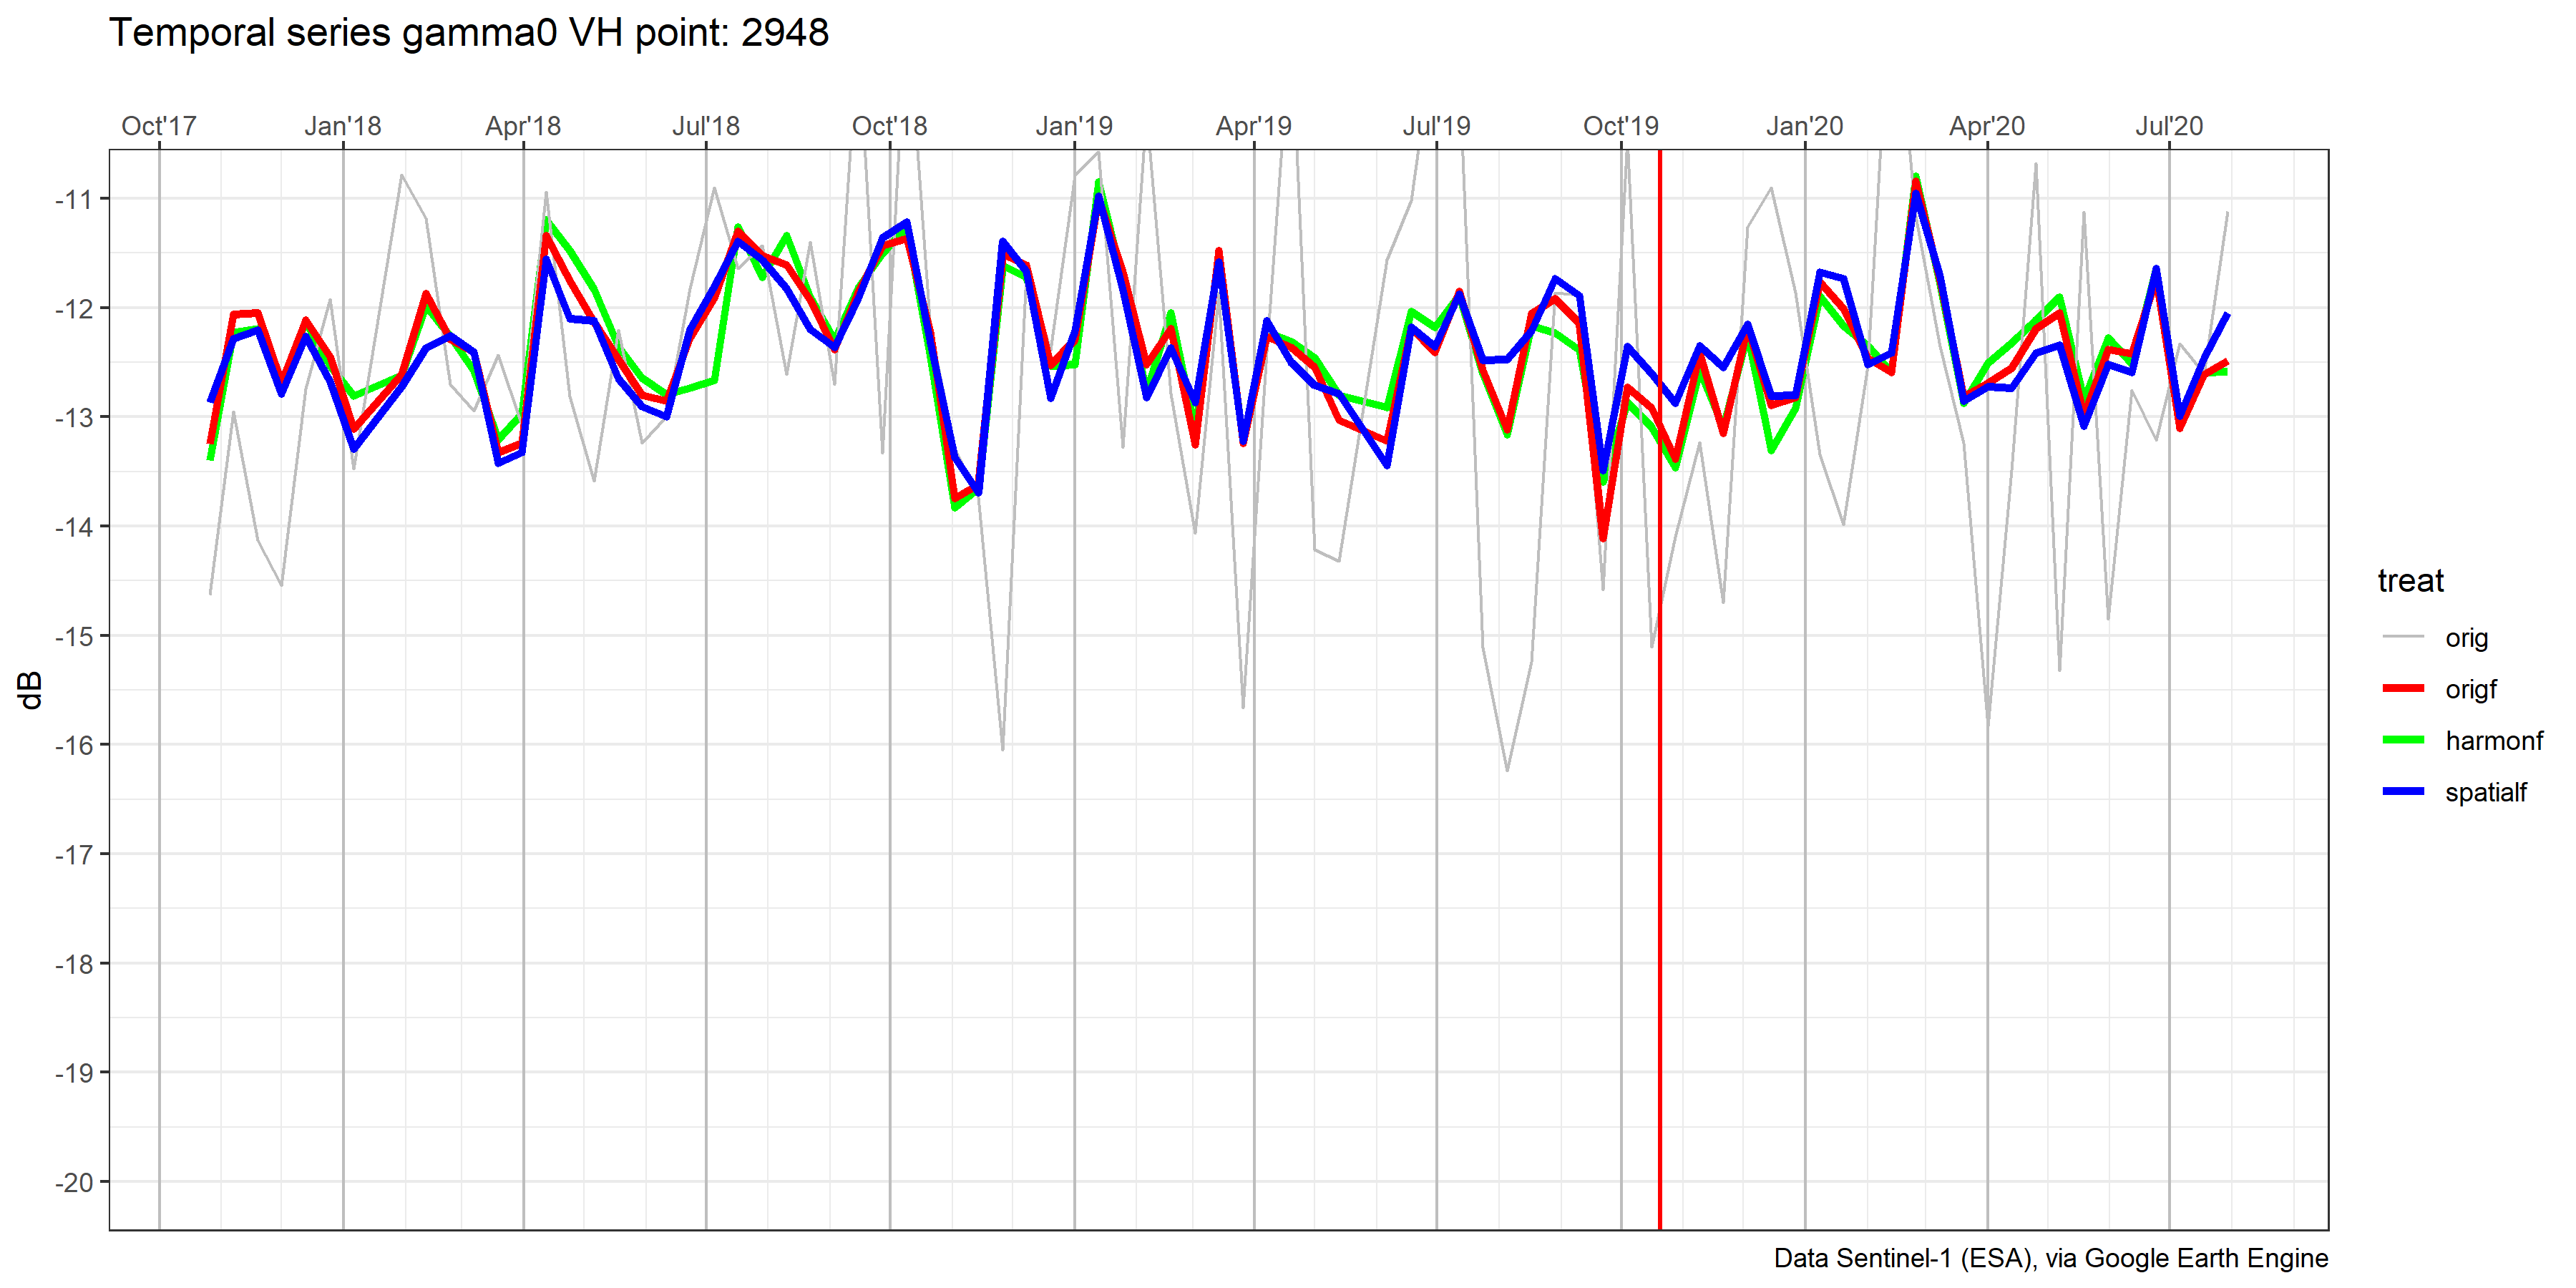 Temporal series gamma0 VH point: 2948
Oct'17 Jan'18 Apr'18 Jul'18 Oct'18 Jan'19 Apr'19 Jul'19 Oct'19 Jan'20 Apr'20 Jul'20
-11
-12
-13
-14
-15
-16
-17
-18
-19
-20
dB
treat
orig
origf
harmonf
spatialf
Data Sentinel-1 (ESA), via Google Earth Engine